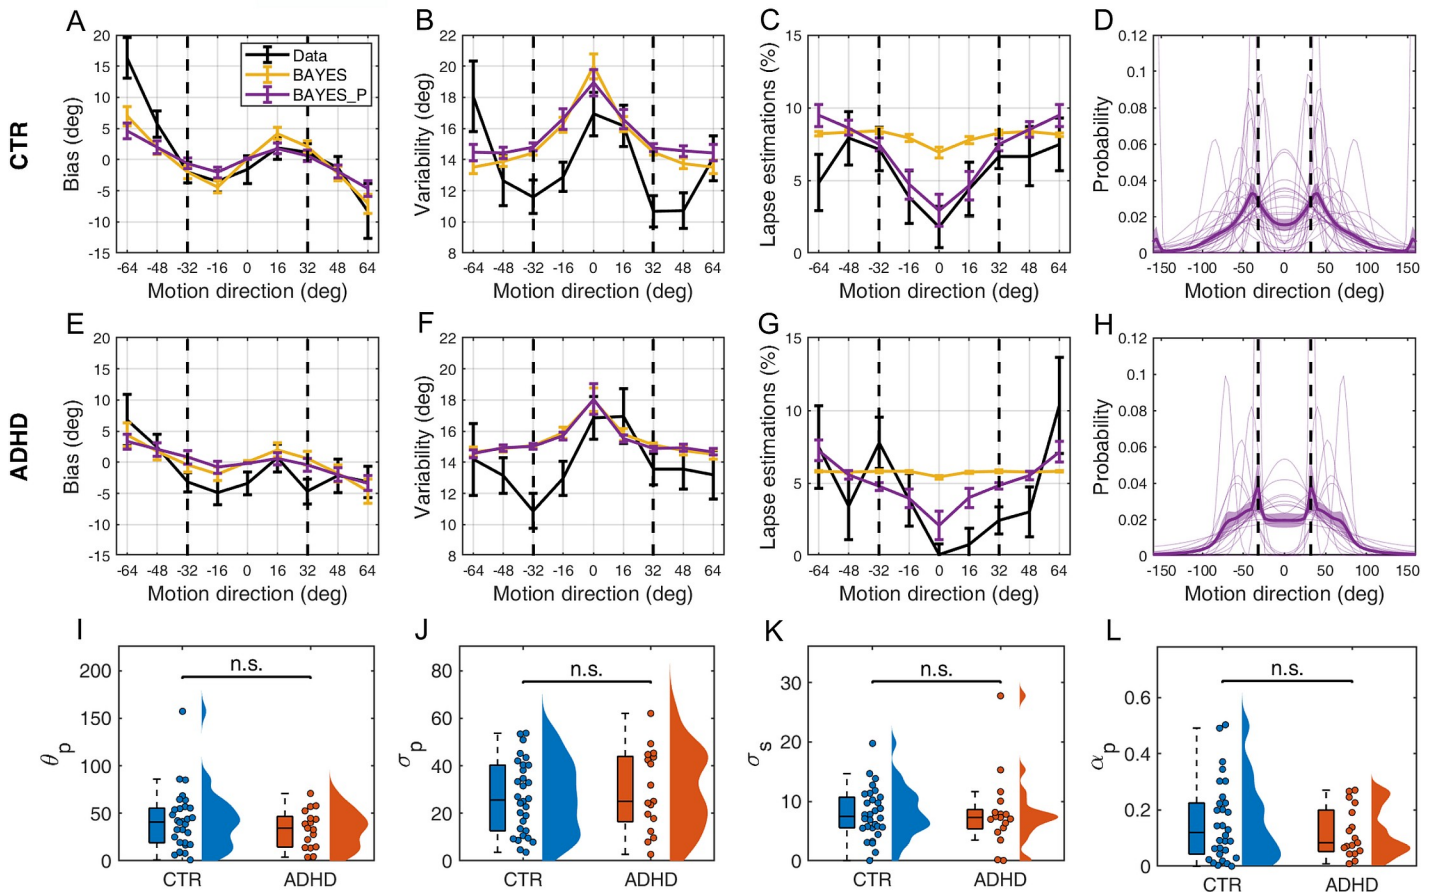 A
B
C
D
CTR
Bias (deg)
20
15
10
5
0
-5
-10
-15
-64 -48 -32 -16 0 16 32 48 64
Motion direction (deg)
Data
BAYES
BAYES_P
Variability (deg)
22
20
18
16
14
12
10
8
-64 -48 -32 -16 0 16 32 48 64
Motion direction (deg)
Lapse estimations (%)
15
10
5
0
-64 -48 -32 -16 0 16 32 48 64
Motion direction (deg)
Probability
0.12
0.1
0.08
0.06
0.04
0.02
0
-150 -100 -50 0 50 100 150
Motion direction (deg)
E
F
G
H
ADHD
Bias (deg)
20
15
10
5
0
-5
-10
-15
-64 -48 -32 -16 0 16 32 48 64
Motion direction (deg)
Variability (deg)
22
20
18
16
14
12
10
8
-64 -48 -32 -16 0 16 32 48 64
Motion direction (deg)
Lapse estimations (%)
15
10
5
0
-64 -48 -32 -16 0 16 32 48 64
Motion direction (deg)
Probability
0.12
0.1
0.08
0.06
0.04
0.02
0
-150 -100 -50 0 50 100 150
Motion direction (deg)
I
J
K
L
θp
200
150
100
50
0
n.s.
CTR ADHD
σp
80
60
40
20
0
n.s.
CTR ADHD
σs
30
20
10
0
n.s.
CTR ADHD
αp
0.6
0.4
0.2
0
n.s.
CTR ADHD